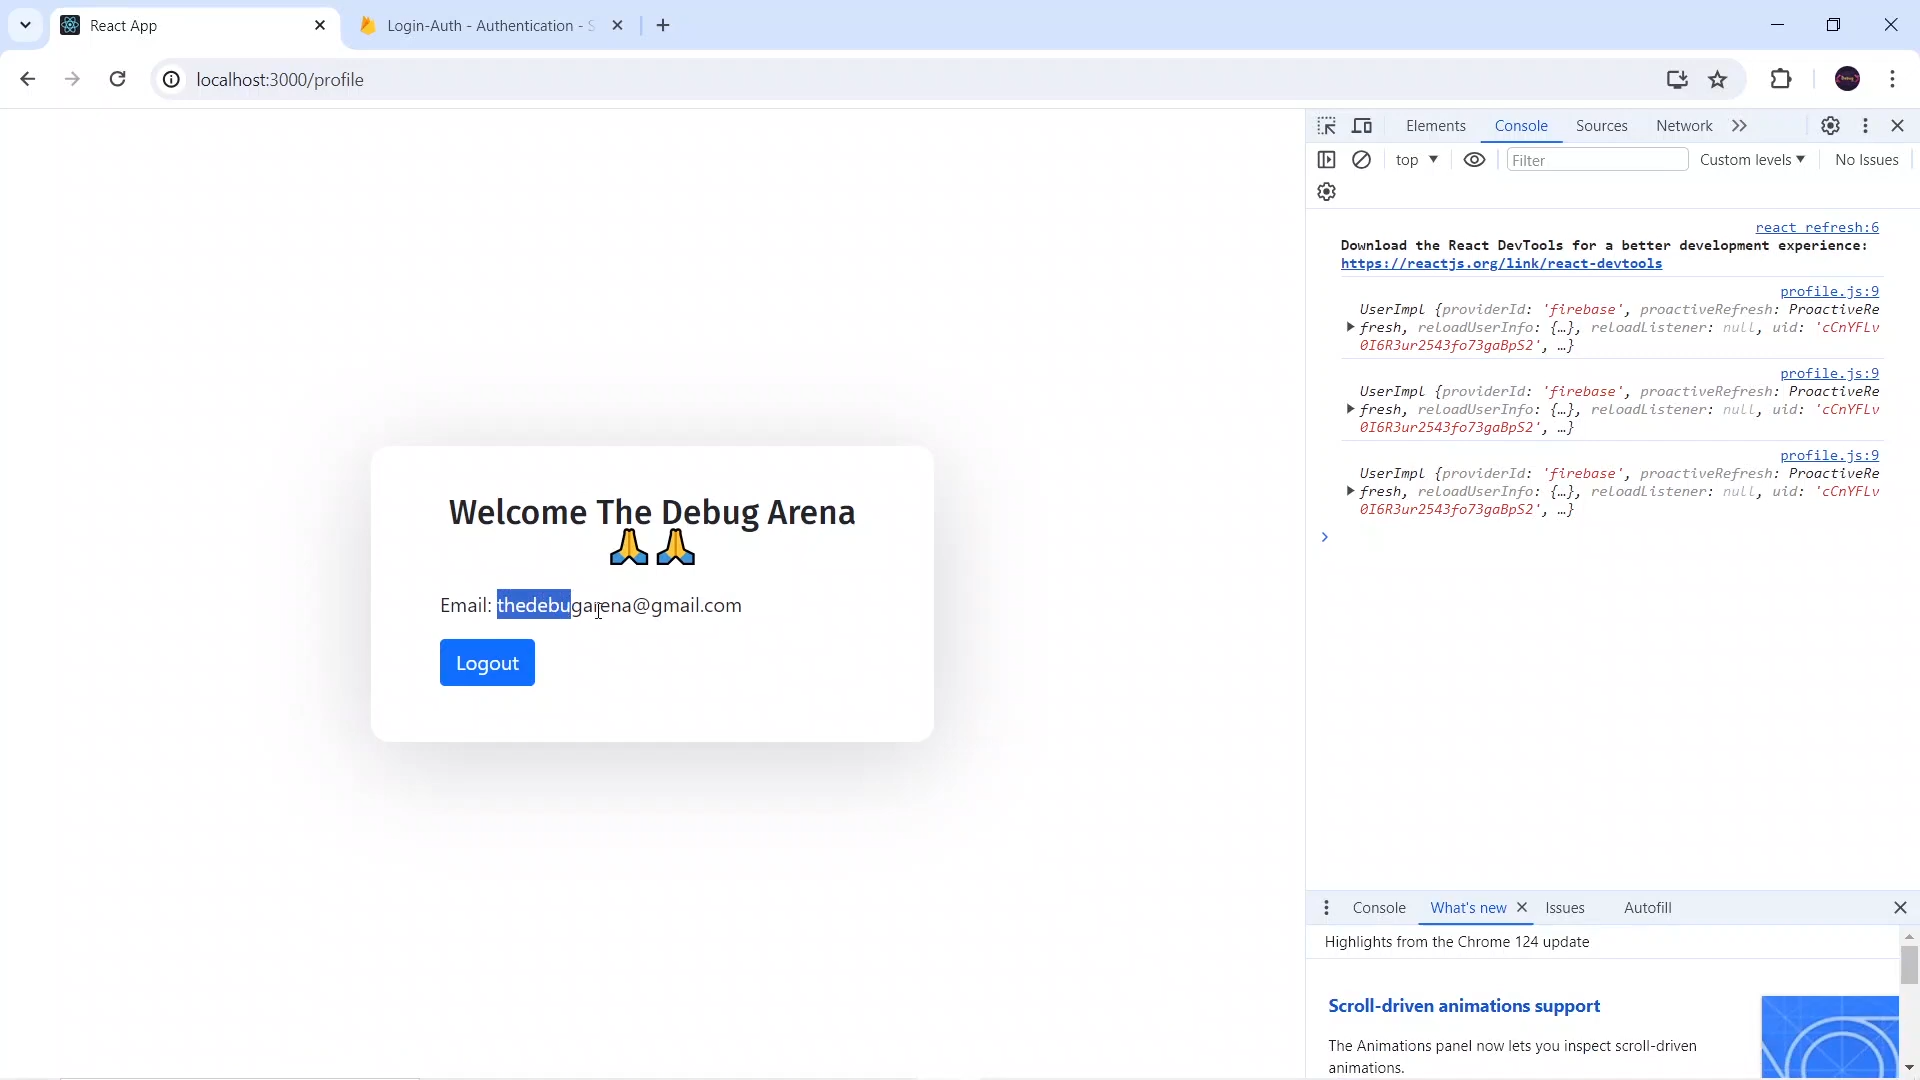 React App
Login-Auth - Authentication - S
localhost:3000/profile
Elements
Console
Sources
Network
top
Filter
Custom levels
No Issues
react refresh:6
Download the React DevTools for a better development experience:
https://reactjs.org/link/react-devtools
profile.js:9
UserImpl {providerId: 'firebase', proactiveRefresh: ProactiveRe
fresh, reloadUserInfo: {…}, reloadListener: null, uid: 'cCnYFLv
0I6R3ur2543fo73gaBpS2', …}
profile.js:9
UserImpl {providerId: 'firebase', proactiveRefresh: ProactiveRe
fresh, reloadUserInfo: {…}, reloadListener: null, uid: 'cCnYFLv
0I6R3ur2543fo73gaBpS2', …}
profile.js:9
UserImpl {providerId: 'firebase', proactiveRefresh: ProactiveRe
fresh, reloadUserInfo: {…}, reloadListener: null, uid: 'cCnYFLv
0I6R3ur2543fo73gaBpS2', …}
Welcome The Debug Arena
🙏🙏
Email: thedebugarena@gmail.com
Logout
Console
What's new
Issues
Autofill
Highlights from the Chrome 124 update
Scroll-driven animations support
The Animations panel now lets you inspect scroll-driven
animations.